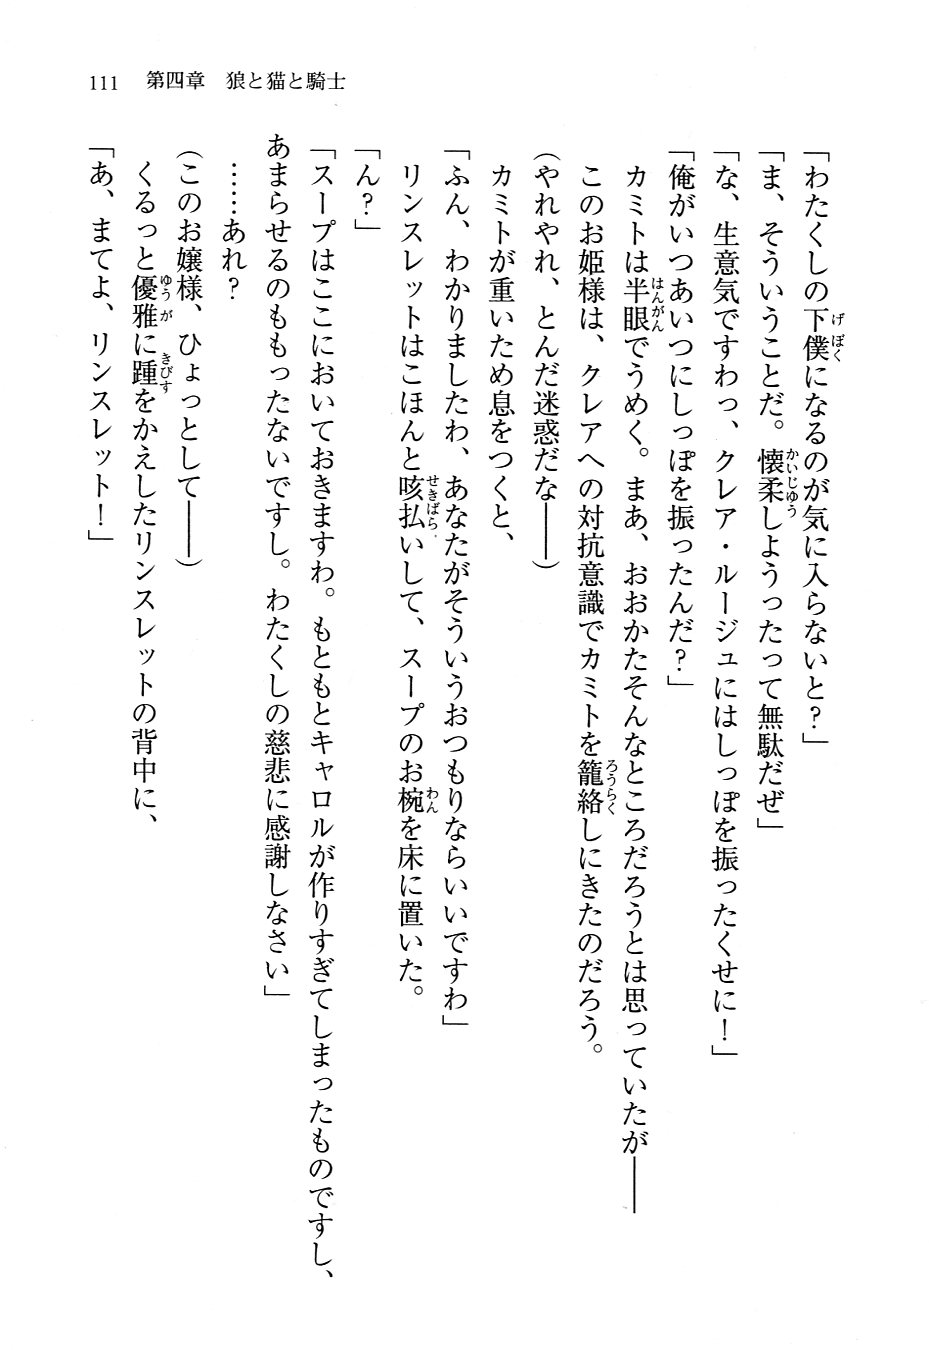 111　第四章　狼と猫と騎士
「わたくしの下僕になるのが気に入らないと？」
「ま、そういうことだ。懐柔しようったって無駄だぜ」
「な、生意気ですわっ、クレア・ルージュにはしっぽを振ったくせに！」
「俺がいつあいつにしっぽを振ったんだ？」
　カミトは半眼でうめく。まあ、おおかたそんなところだろうとは思っていたが――
　このお姫様は、クレアへの対抗意識でカミトを籠絡しにきたのだろう。
（やれやれ、とんだ迷惑だな――）
　カミトが重いため息をつくと、
「ふん、わかりましたわ、あなたがそういうおつもりならいいですわ」
　リンスレットはこほんと咳払いして、スープのお椀を床に置いた。
「ん？」
「スープはここにおいておきますわ。もともとキャロルが作りすぎてしまったものですし、
あまらせるのももったないですし。わたくしの慈悲に感謝しなさい」
　……あれ？
（このお嬢様、ひょっとして――）
　くるっと優雅に踵をかえしたリンスレットの背中に、
「あ、まてよ、リンスレット！」